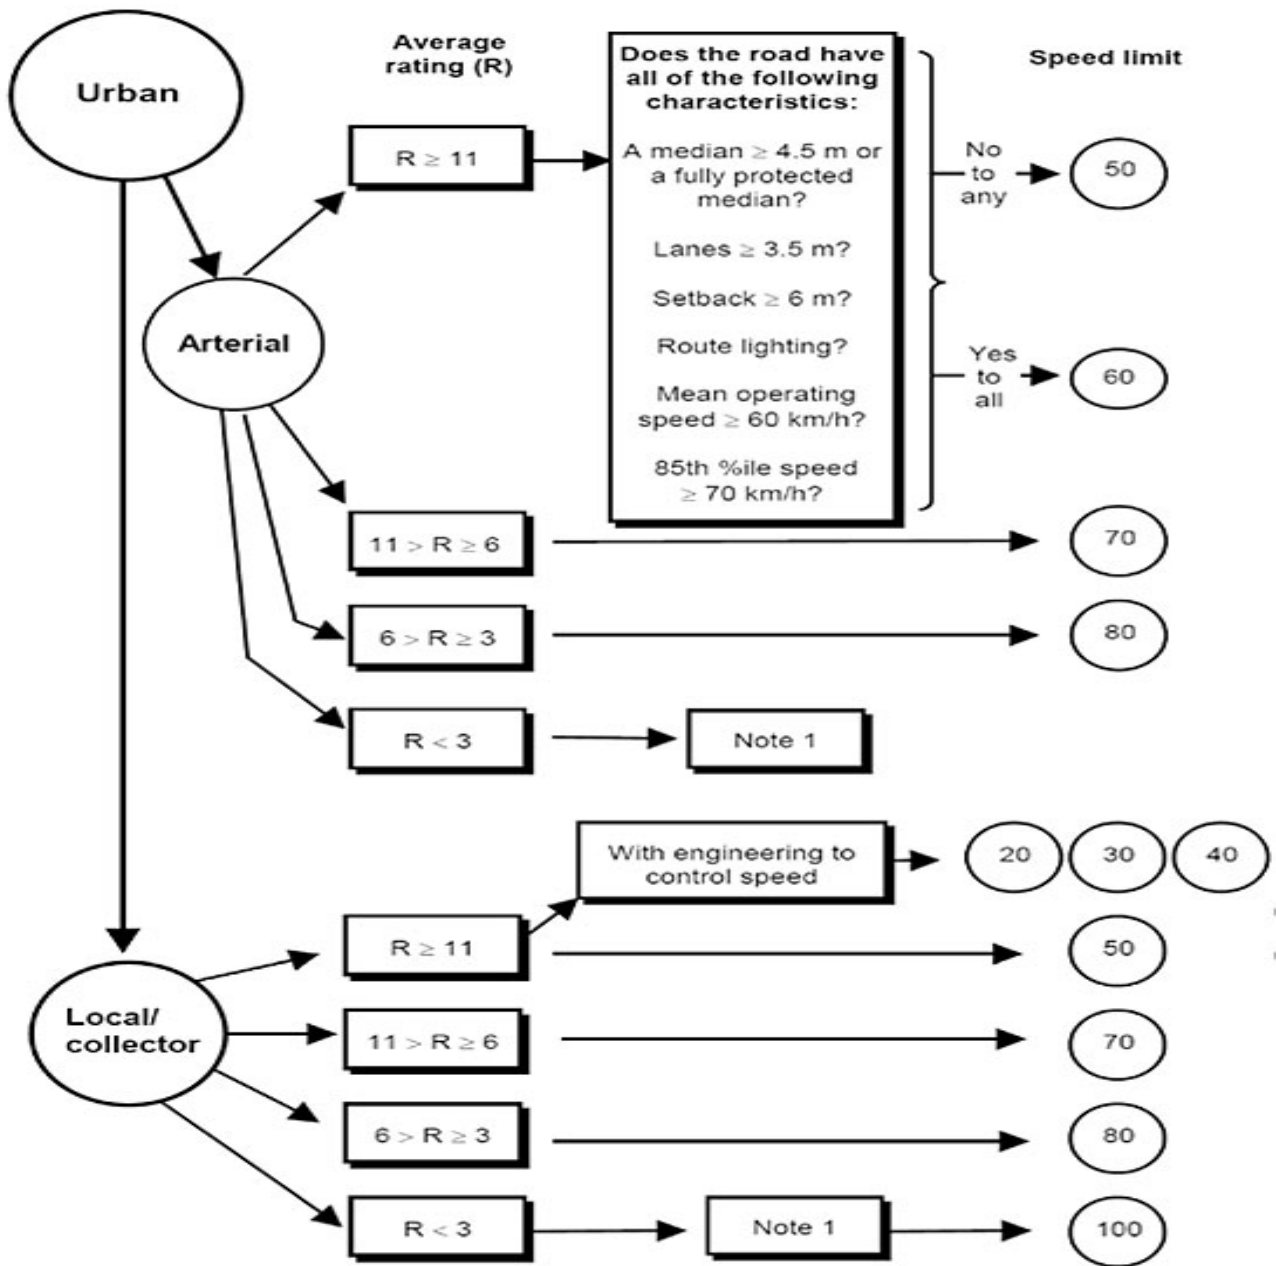 Urban
Average
rating (R)
Does the road have
all of the following
characteristics:
Speed limit
R ≥ 11
A median ≥ 4.5 m or
a fully protected
median?
Lanes ≥ 3.5 m?
Setback ≥ 6 m?
Route lighting?
Mean operating
speed ≥ 60 km/h?
85th %ile speed
≥ 70 km/h?
No
to
any
50
Yes
to
all
60
Arterial
11 > R ≥ 6
70
6 > R ≥ 3
80
R < 3
Note 1
With engineering to
control speed
20
30
40
R ≥ 11
50
Local/
collector
11 > R ≥ 6
70
6 > R ≥ 3
80
R < 3
Note 1
100